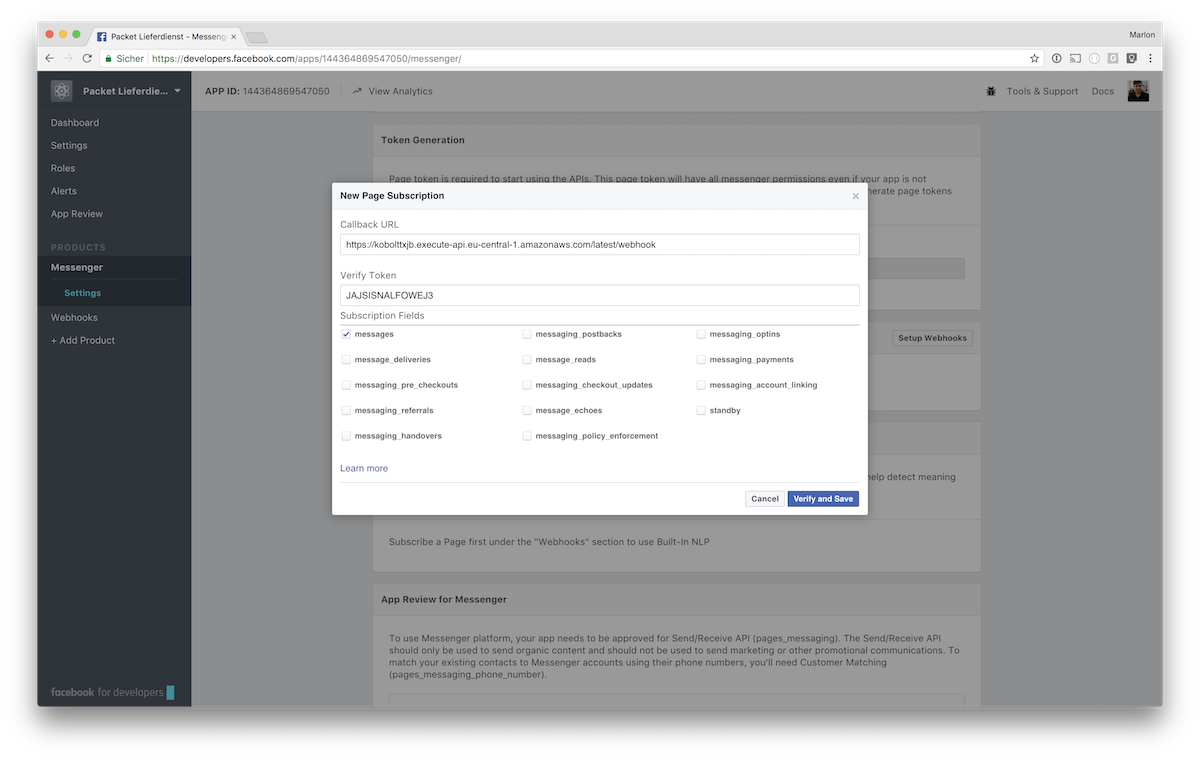 Packet Lieferdienst - Messeng
Marlon
Sicher https://developers.facebook.com/apps/144364869547050/messenger/
Packet Lieferdie...
APP ID: 144364869547050
View Analytics
Tools & Support
Docs
Dashboard
Settings
Roles
Alerts
App Review
PRODUCTS
Messenger
Settings
Webhooks
+ Add Product
facebook for developers
Token Generation
Page token is required to start using the APIs. This page token will have all messenger permissions even if your app is not
nerate page tokens
New Page Subscription
Callback URL
https://kobolttxjb.execute-api.eu-central-1.amazonaws.com/latest/webhook
Verify Token
JAJSISNALFOWEJ3
Subscription Fields
messages
messaging_postbacks
messaging_optins
message_deliveries
message_reads
messaging_payments
messaging_pre_checkouts
messaging_checkout_updates
messaging_account_linking
messaging_referrals
message_echoes
standby
messaging_handovers
messaging_policy_enforcement
Learn more
Cancel
Verify and Save
Setup Webhooks
help detect meaning
Subscribe a Page first under the "Webhooks" section to use Built-In NLP
App Review for Messenger
To use Messenger platform, your app needs to be approved for Send/Receive API (pages_messaging). The Send/Receive API
should only be used to send organic content and should not be used to send marketing or other promotional communications. To
match your existing contacts to Messenger accounts using their phone numbers, you'll need Customer Matching
(pages_messaging_phone_number).